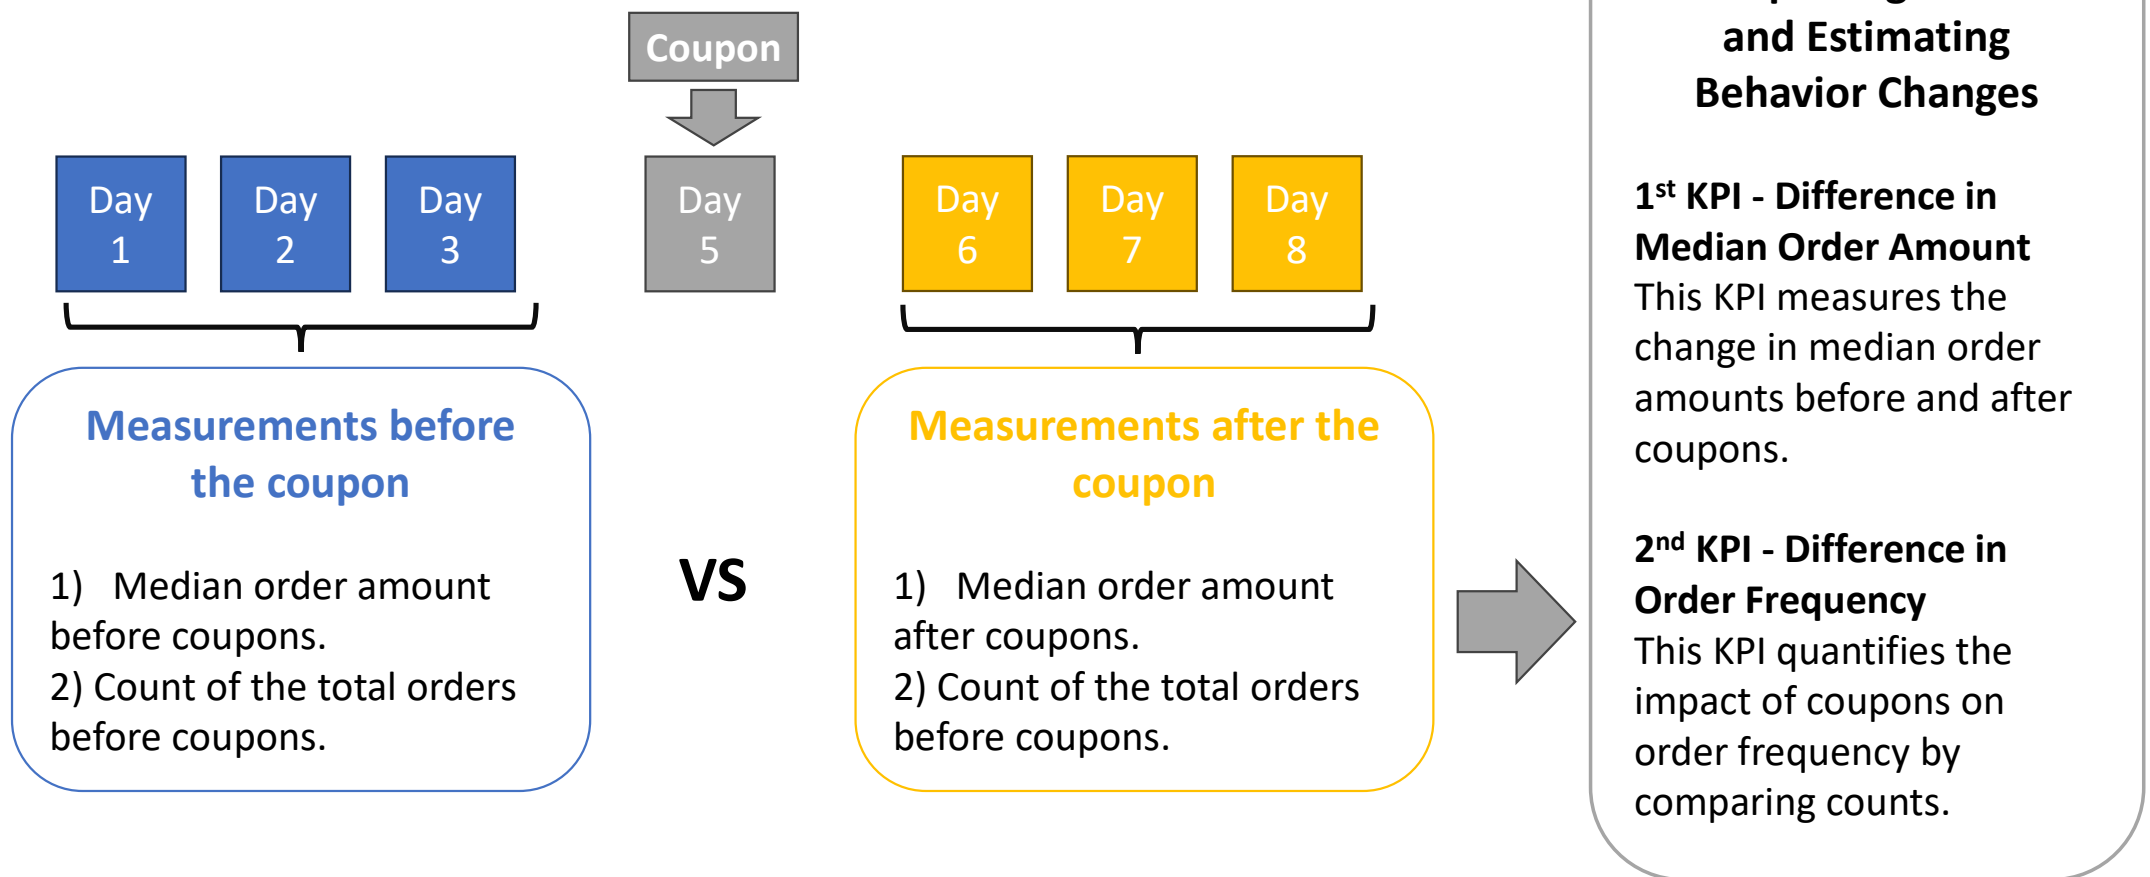 Coupon
Day
1
Day
2
Day
3
Day
5
Day
6
Day
7
Day
8
Measurements before
the coupon
1) Median order amount
before coupons.
2) Count of the total orders
before coupons.
VS
Measurements after the
coupon
1) Median order amount
after coupons.
2) Count of the total orders
before coupons.
and Estimating
Behavior Changes
1st KPI - Difference in
Median Order Amount
This KPI measures the
change in median order
amounts before and after
coupons.
2nd KPI - Difference in
Order Frequency
This KPI quantifies the
impact of coupons on
order frequency by
comparing counts.